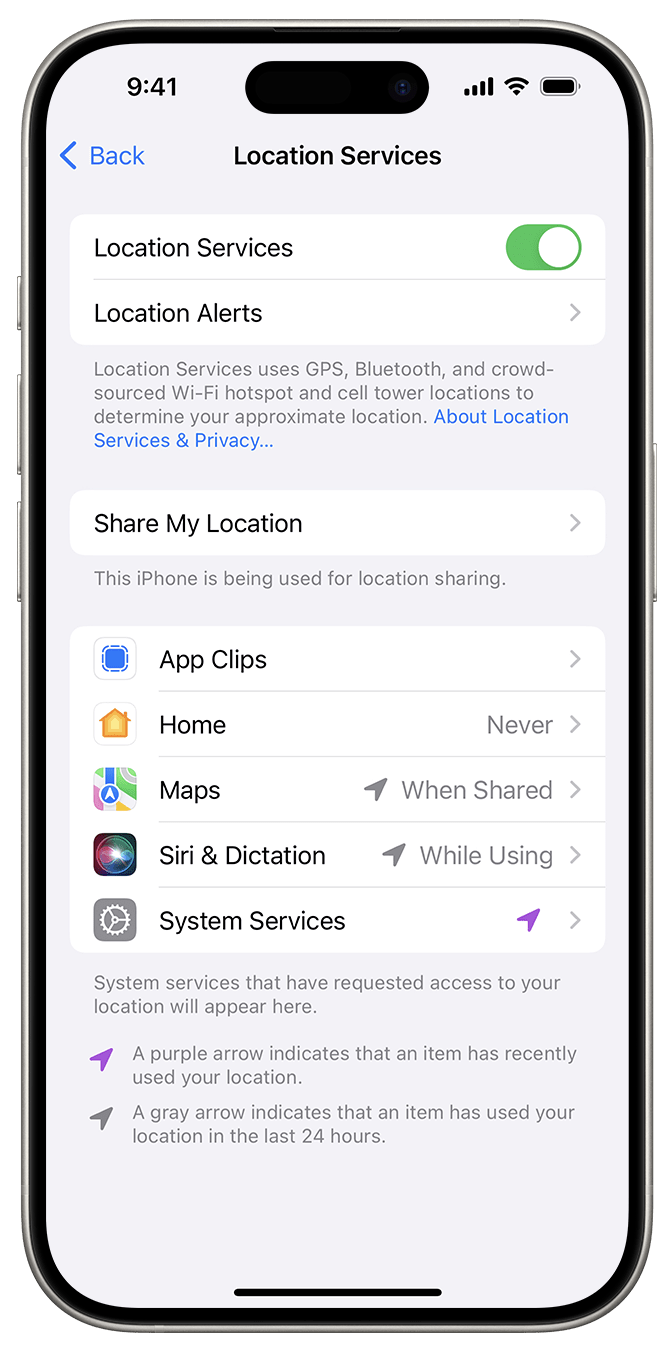 9:41
Back
Location Services
Location Services
Location Alerts
Location Services uses GPS, Bluetooth, and crowd-
sourced Wi-Fi hotspot and cell tower locations to
determine your approximate location. About Location
Services & Privacy...
Share My Location
This iPhone is being used for location sharing.
App Clips
Home Never
Maps When Shared
Siri & Dictation While Using
System Services
System services that have requested access to your
location will appear here.
A purple arrow indicates that an item has recently
used your location.
A gray arrow indicates that an item has used your
location in the last 24 hours.